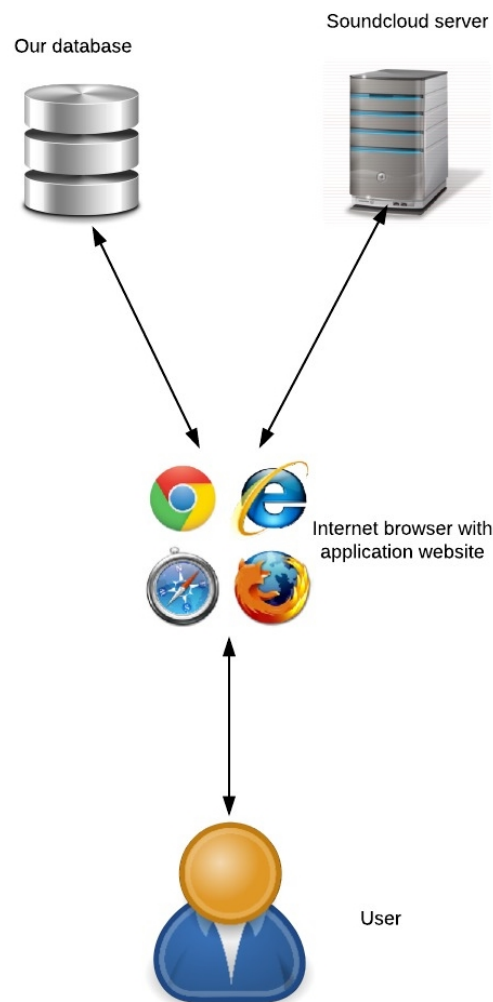 Soundcloud server
Our database
Internet browser with
application website
User